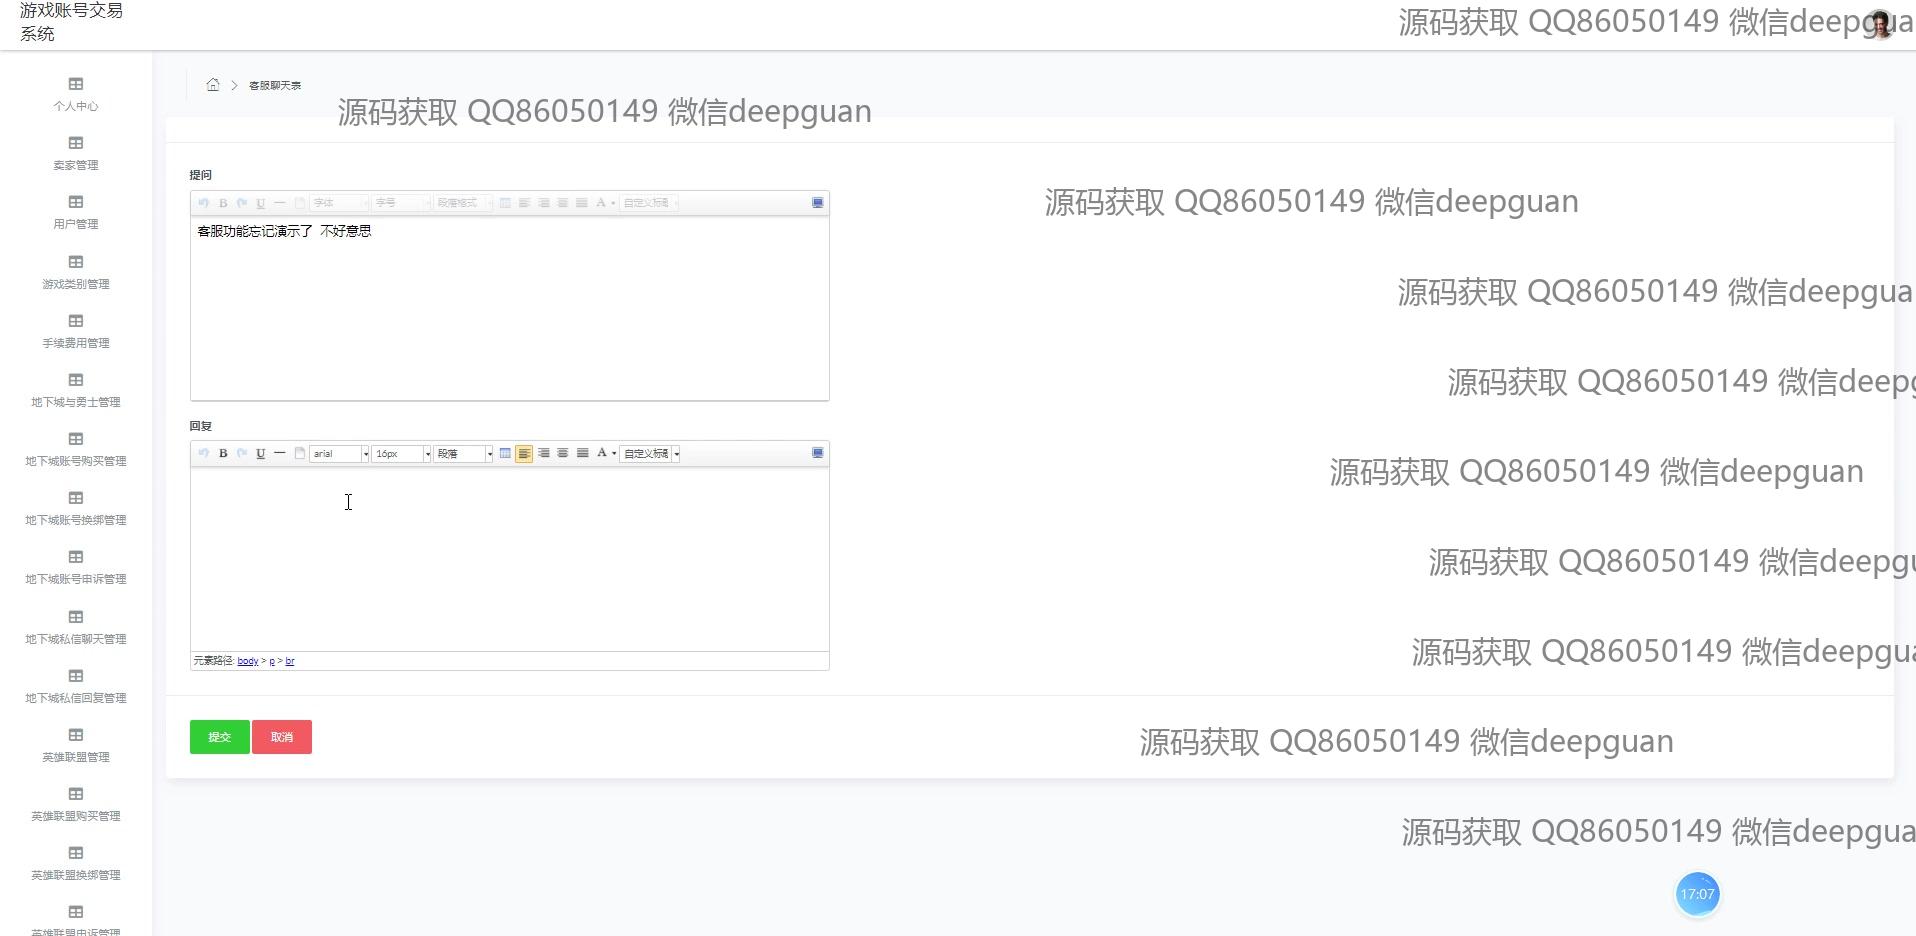 游戏账号交易
系统
源码获取 QQ86050149 微信deepgua
个人中心
卖家管理
用户管理
游戏类别管理
手续费用管理
地下城与勇士管理
地下城账号购买管理
地下城账号换绑管理
地下城账号申诉管理
地下城私信聊天管理
地下城私信回复管理
英雄联盟管理
英雄联盟购买管理
英雄联盟换绑管理
英雄联盟申诉管理
客服聊天表
源码获取 QQ86050149 微信deepguan
提问
B U 字体 字号 段落格式 A 自定义标题
源码获取 QQ86050149 微信deepguan
客服功能忘记演示了 不好意思
源码获取 QQ86050149 微信deepgua
源码获取 QQ86050149 微信deepg
回复
B U arial 16px 段落 A 自定义标题
源码获取 QQ86050149 微信deepguan
源码获取 QQ86050149 微信deepgu
元素路径: body > p > br
源码获取 QQ86050149 微信deepgua
提交
取消
源码获取 QQ86050149 微信deepguan
源码获取 QQ86050149 微信deepgua
17:07